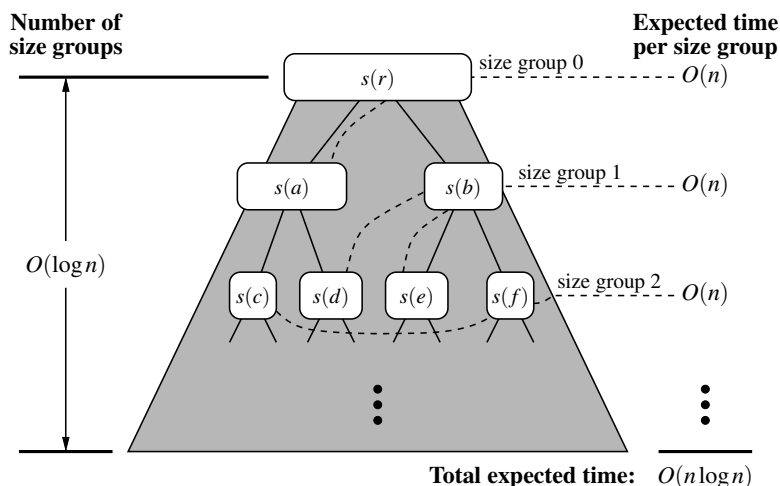 Number of
size groups
Expected time
per size group
s(r)
size group 0
O(n)
s(a)
s(b)
size group 1
O(n)
O(log n)
s(c)
s(d)
s(e)
s(f)
size group 2
O(n)
Total expected time:
O(n log n)